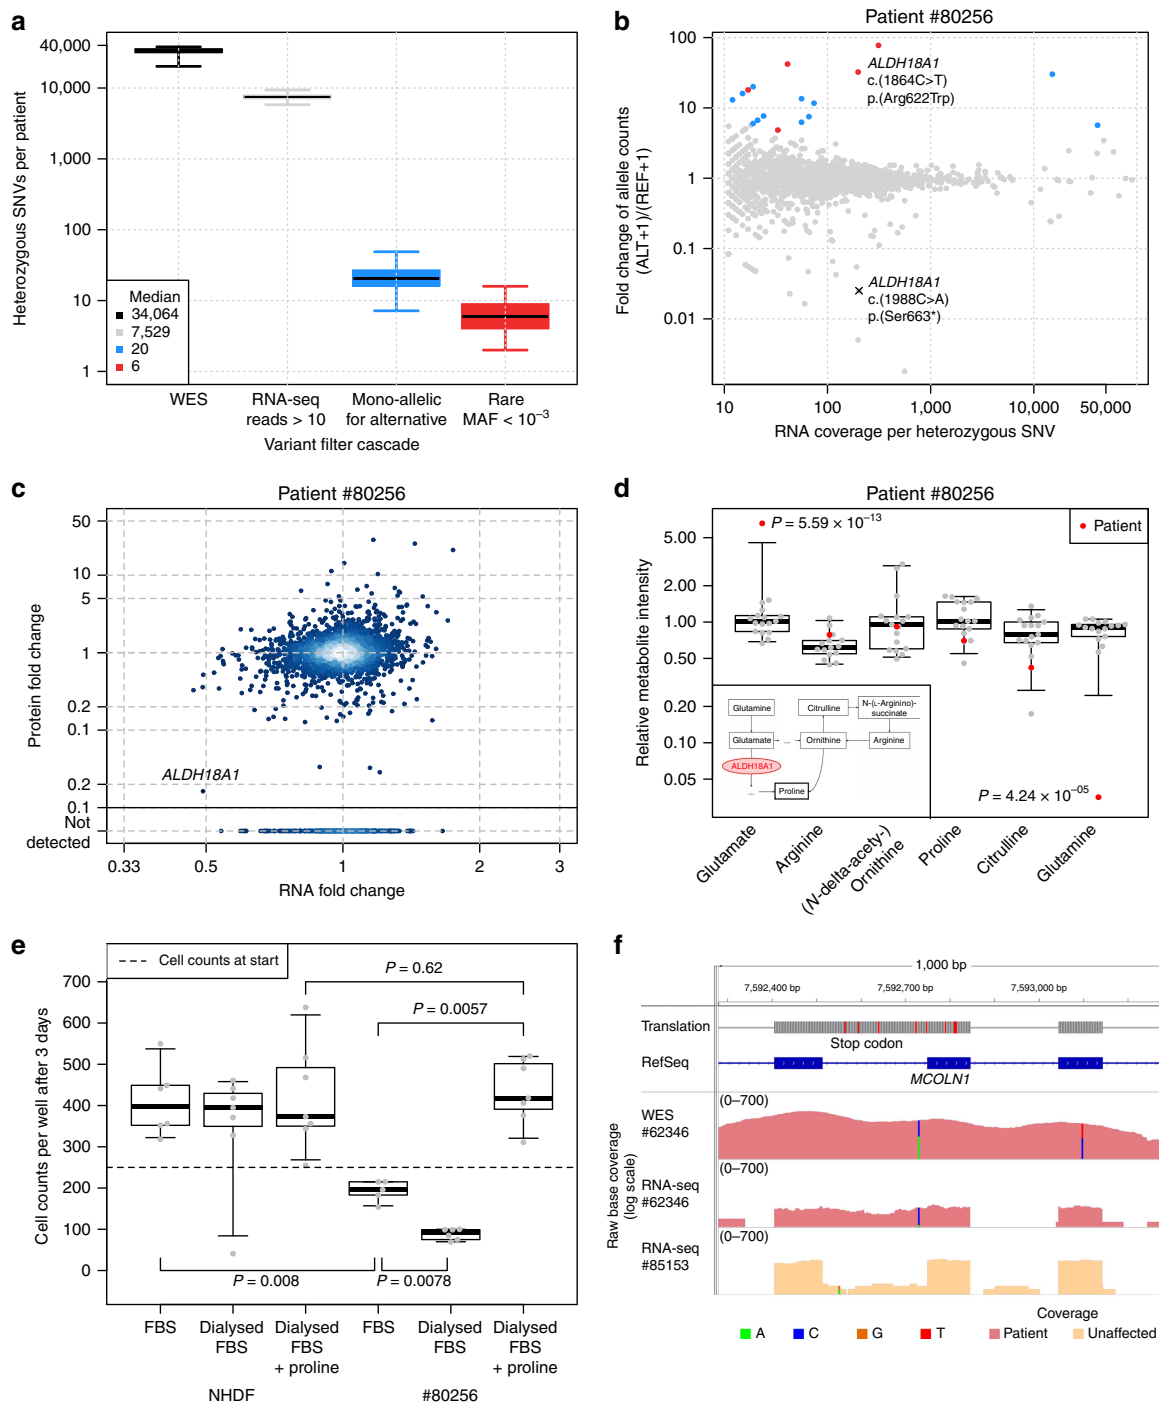 a
Heterozygous SNVs per patient
40,000
10,000
1,000
100
10
1
Median
34,064
7,529
20
6
WES
RNA-seq
reads > 10
Mono-allelic
for alternative
Rare
MAF < 10⁻³
Variant filter cascade
b
Patient #80256
Fold change of allele counts
(ALT+1)/(REF+1)
100
10
1
0.1
0.01
ALDH18A1
c.(1864C>T)
p.(Arg622Trp)
ALDH18A1
c.(1988C>A)
p.(Ser663*)
10
100
1,000
10,000
50,000
RNA coverage per heterozygous SNV
c
Patient #80256
Protein fold change
50
10
5
1
0.2
0.1
0.2
0.1
Not
detected
ALDH18A1
0.33
0.5
1
2
3
RNA fold change
d
Patient #80256
Relative metabolite intensity
5.00
2.00
1.00
0.50
0.20
0.10
0.05
P = 5.59 × 10⁻¹³
Patient
P = 4.24 × 10⁻⁰⁵
Glutamine
Citrulline
N-(L-Arginino)-
succinate
Glutamate
...
Ornithine
Arginine
ALDH18A1
...
Proline
Glutamate
Arginine
(N-delta-acety-)
Ornithine
Proline
Citrulline
Glutamine
e
Cell counts per well after 3 days
Cell counts at start
700
600
500
400
300
200
100
0
P = 0.62
P = 0.0057
P = 0.008
P = 0.0078
FBS
Dialysed
FBS
Dialysed
FBS
+ proline
FBS
Dialysed
FBS
Dialysed
FBS
+ proline
NHDF
#80256
f
1,000 bp
7,592,400 bp
7,592,700 bp
7,593,000 bp
Translation
Stop codon
RefSeq
MCOLN1
Raw base coverage
(log scale)
WES
#62346
(0–700)
RNA-seq
#62346
(0–700)
RNA-seq
#85153
(0–700)
Coverage
A
C
G
T
Patient
Unaffected